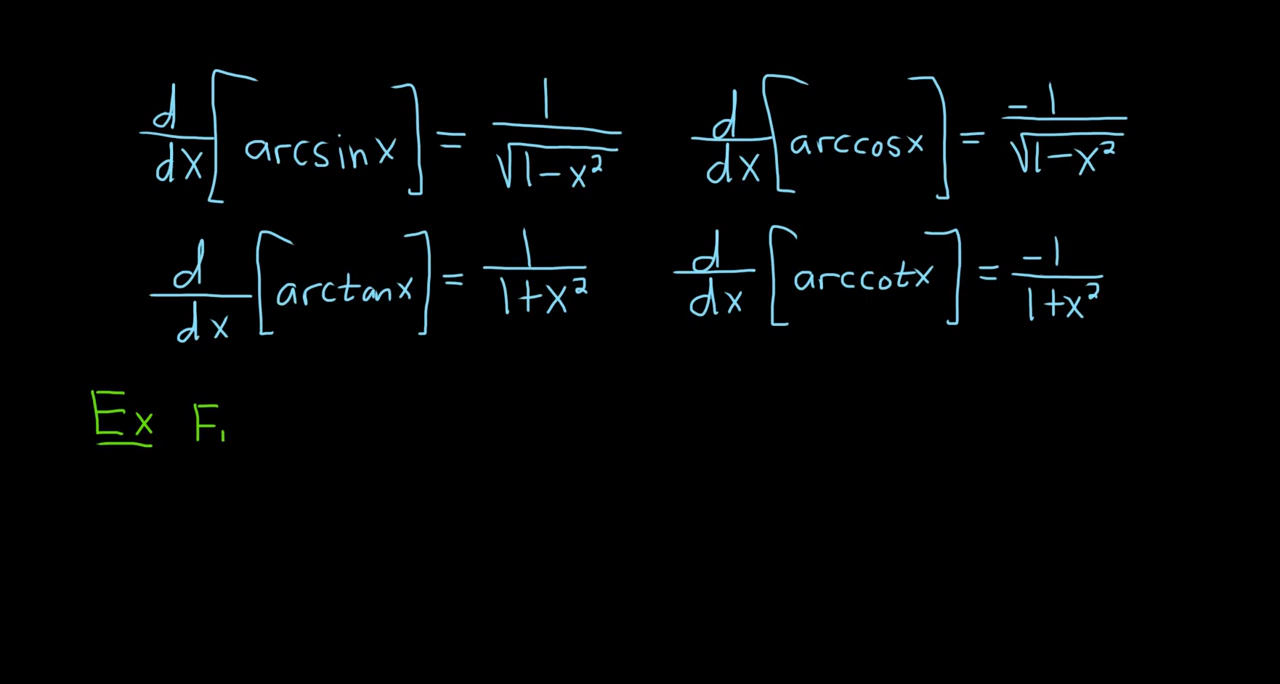 d/dx [arcsin x] = 1/√(1-x²) d/dx [arccos x] = -1/√(1-x²)
d/dx [arctan x] = 1/(1+x²) d/dx [arccot x] = -1/(1+x²)
Ex F